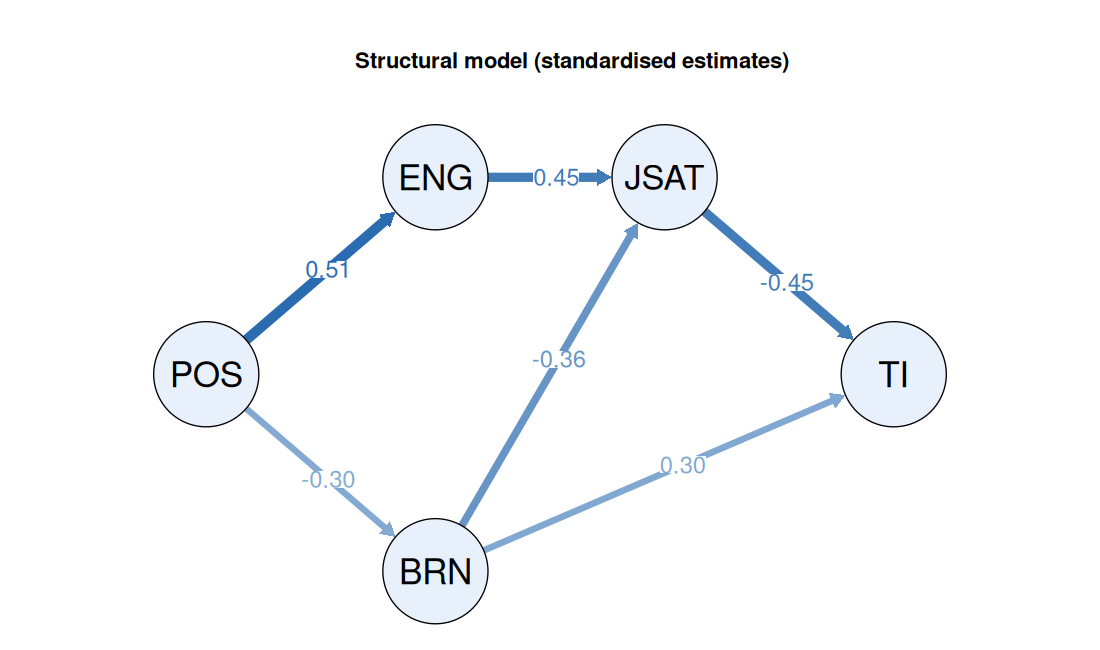 Structural model (standardised estimates)
ENG
0.45
JSAT
0.51
-0.45
-0.36
POS
TI
0.30
-0.30
BRN